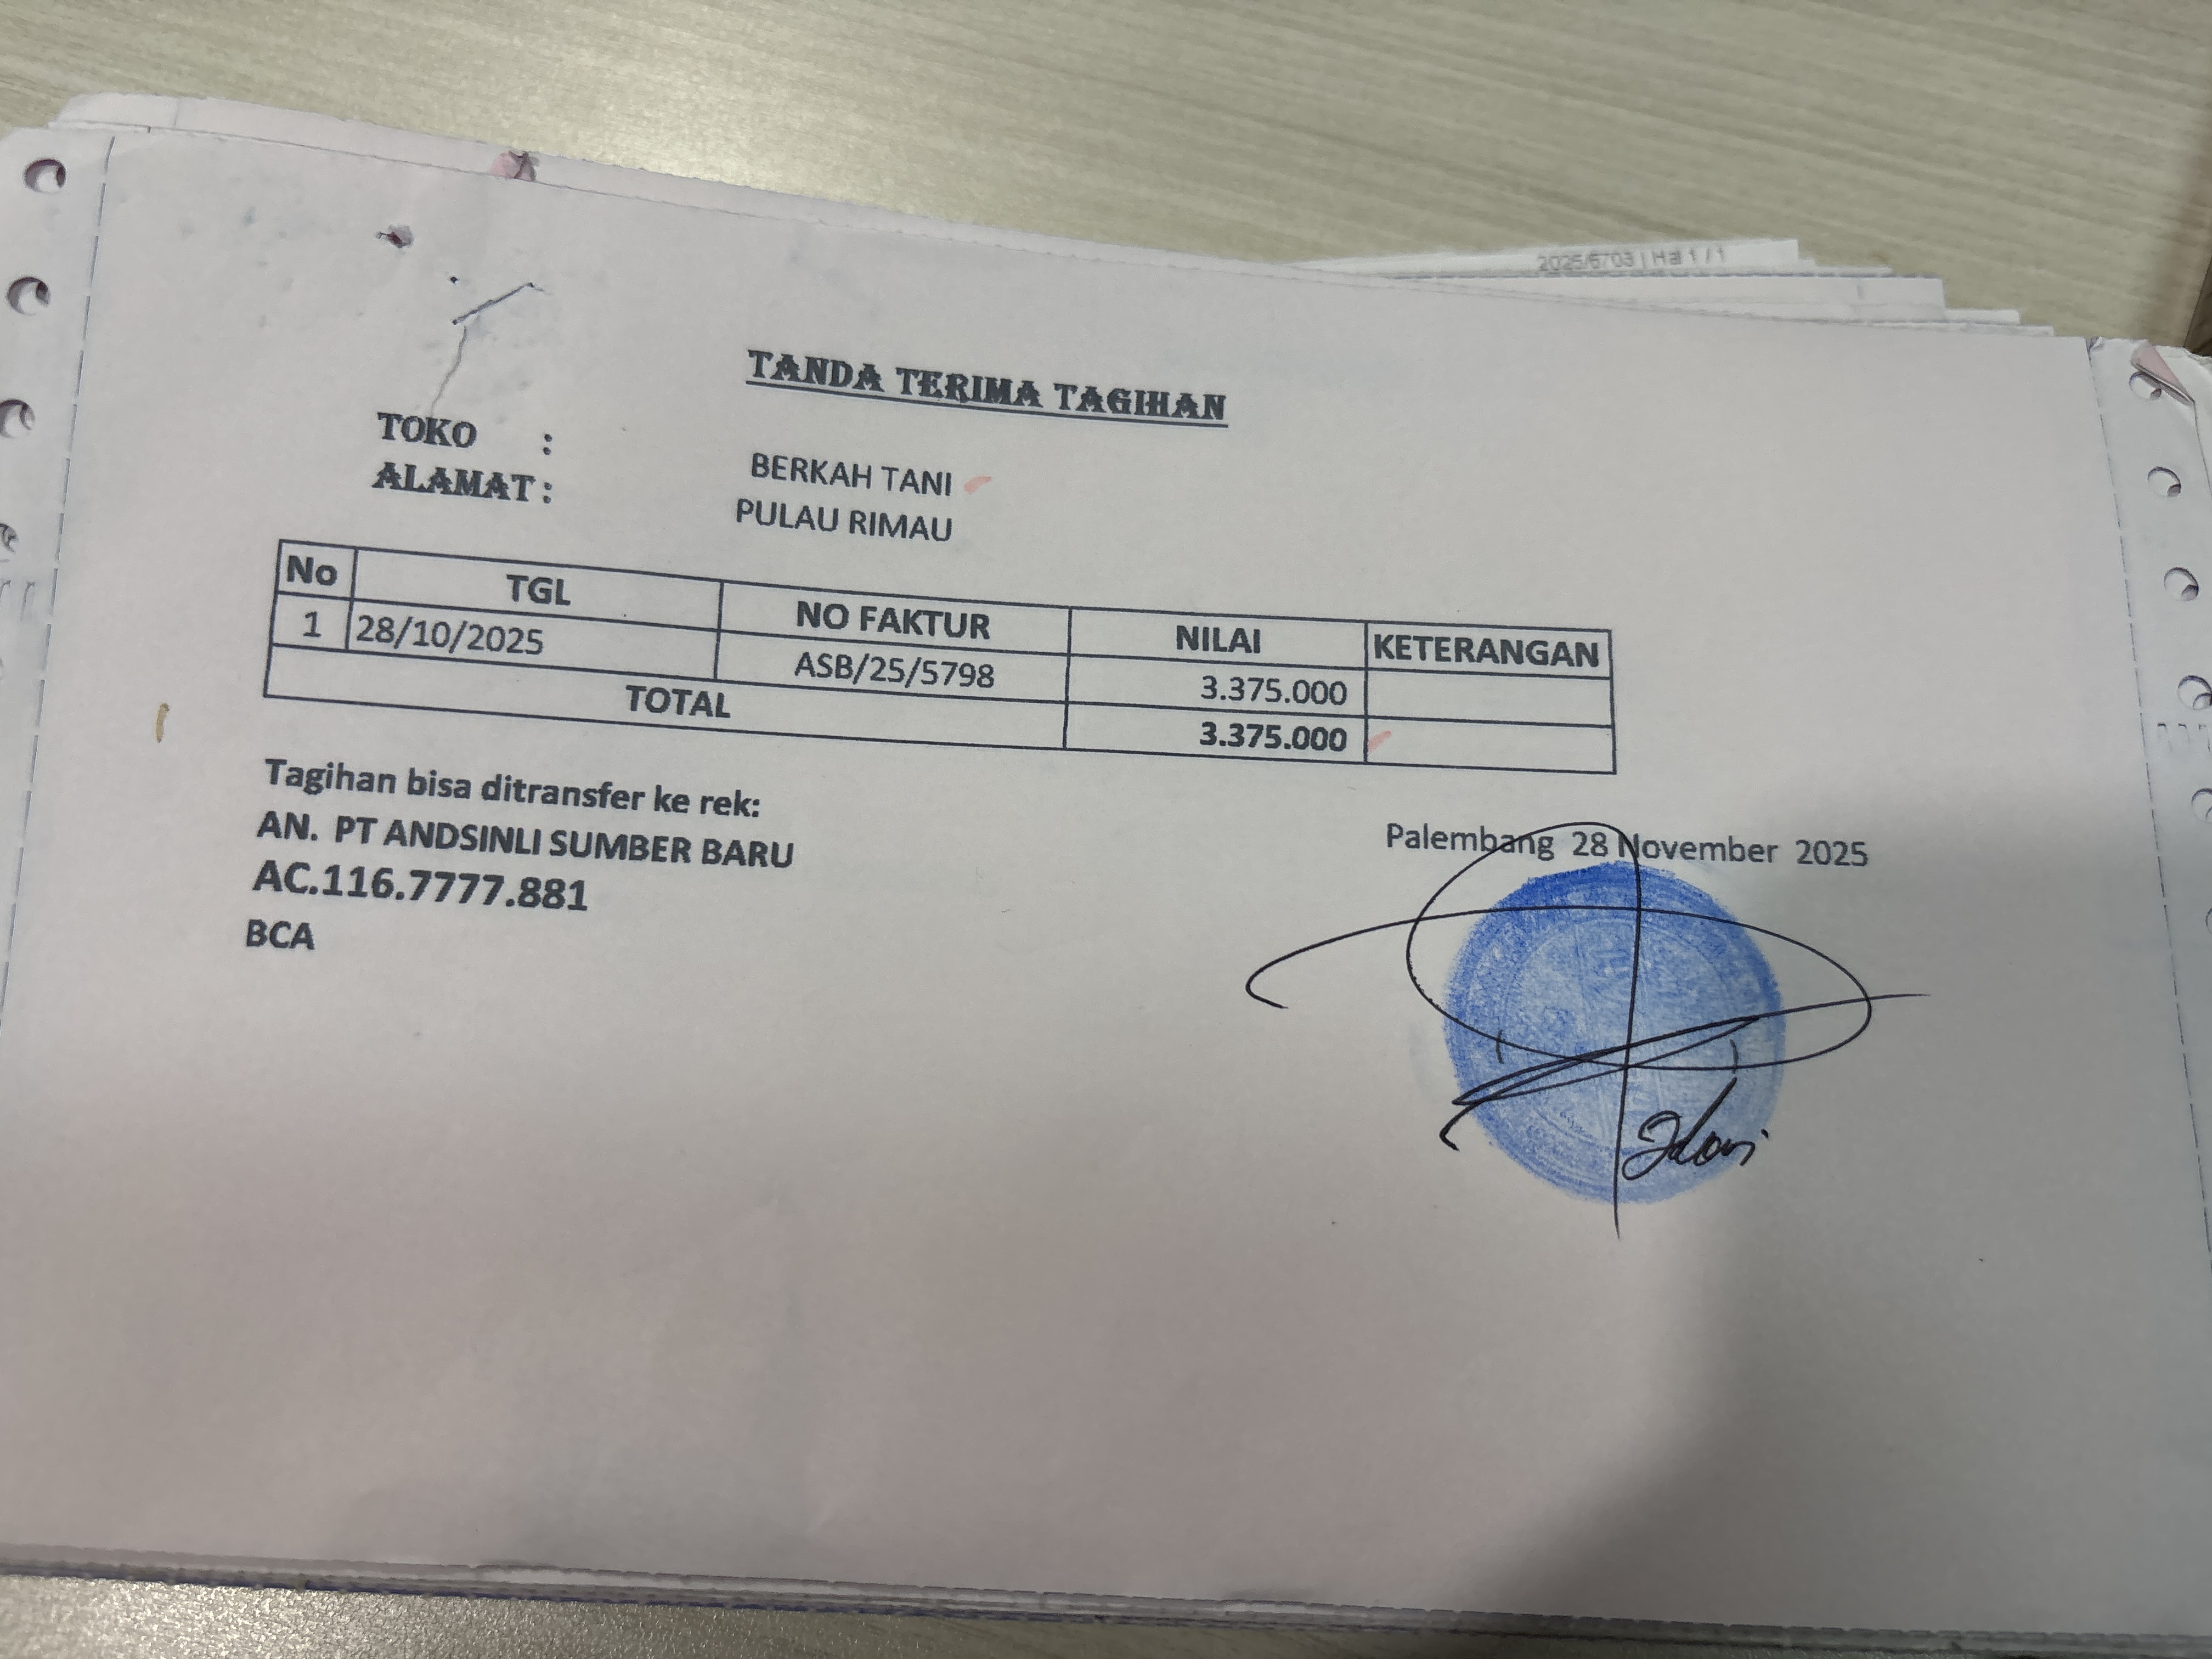 2025/6703 | Hal 1 / 1
TANDA TERIMA TAGIHAN
TOKO :
BERKAH TANI
ALAMAT :
PULAU RIMAU
No TGL NO FAKTUR NILAI KETERANGAN
1 28/10/2025 ASB/25/5798 3.375.000
TOTAL 3.375.000
Tagihan bisa ditransfer ke rek:
AN. PT ANDSINLI SUMBER BARU
AC.116.7777.881
BCA
Palembang 28 November 2025